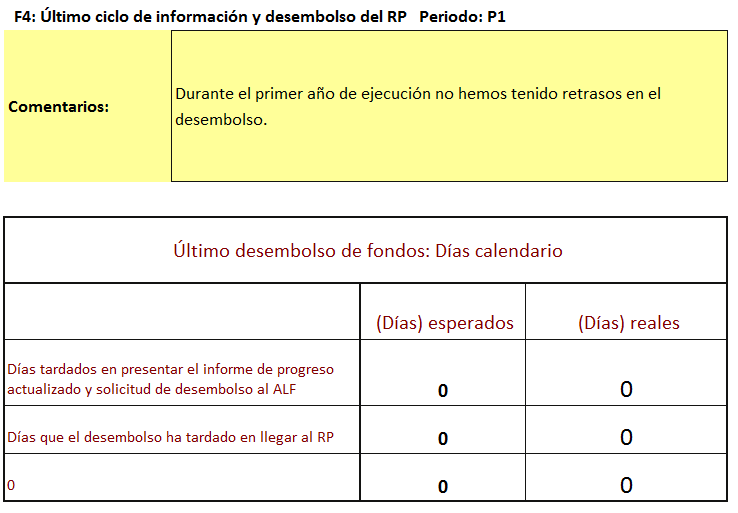 F4: Último ciclo de información y desembolso del RP   Periodo: P1
Comentarios:
Durante el primer año de ejecución no hemos tenido retrasos en el
desembolso.
Último desembolso de fondos: Días calendario
(Días) esperados (Días) reales
Días tardados en presentar el informe de progreso
actualizado y solicitud de desembolso al ALF 0 0
Días que el desembolso ha tardado en llegar al RP 0 0
0 0 0